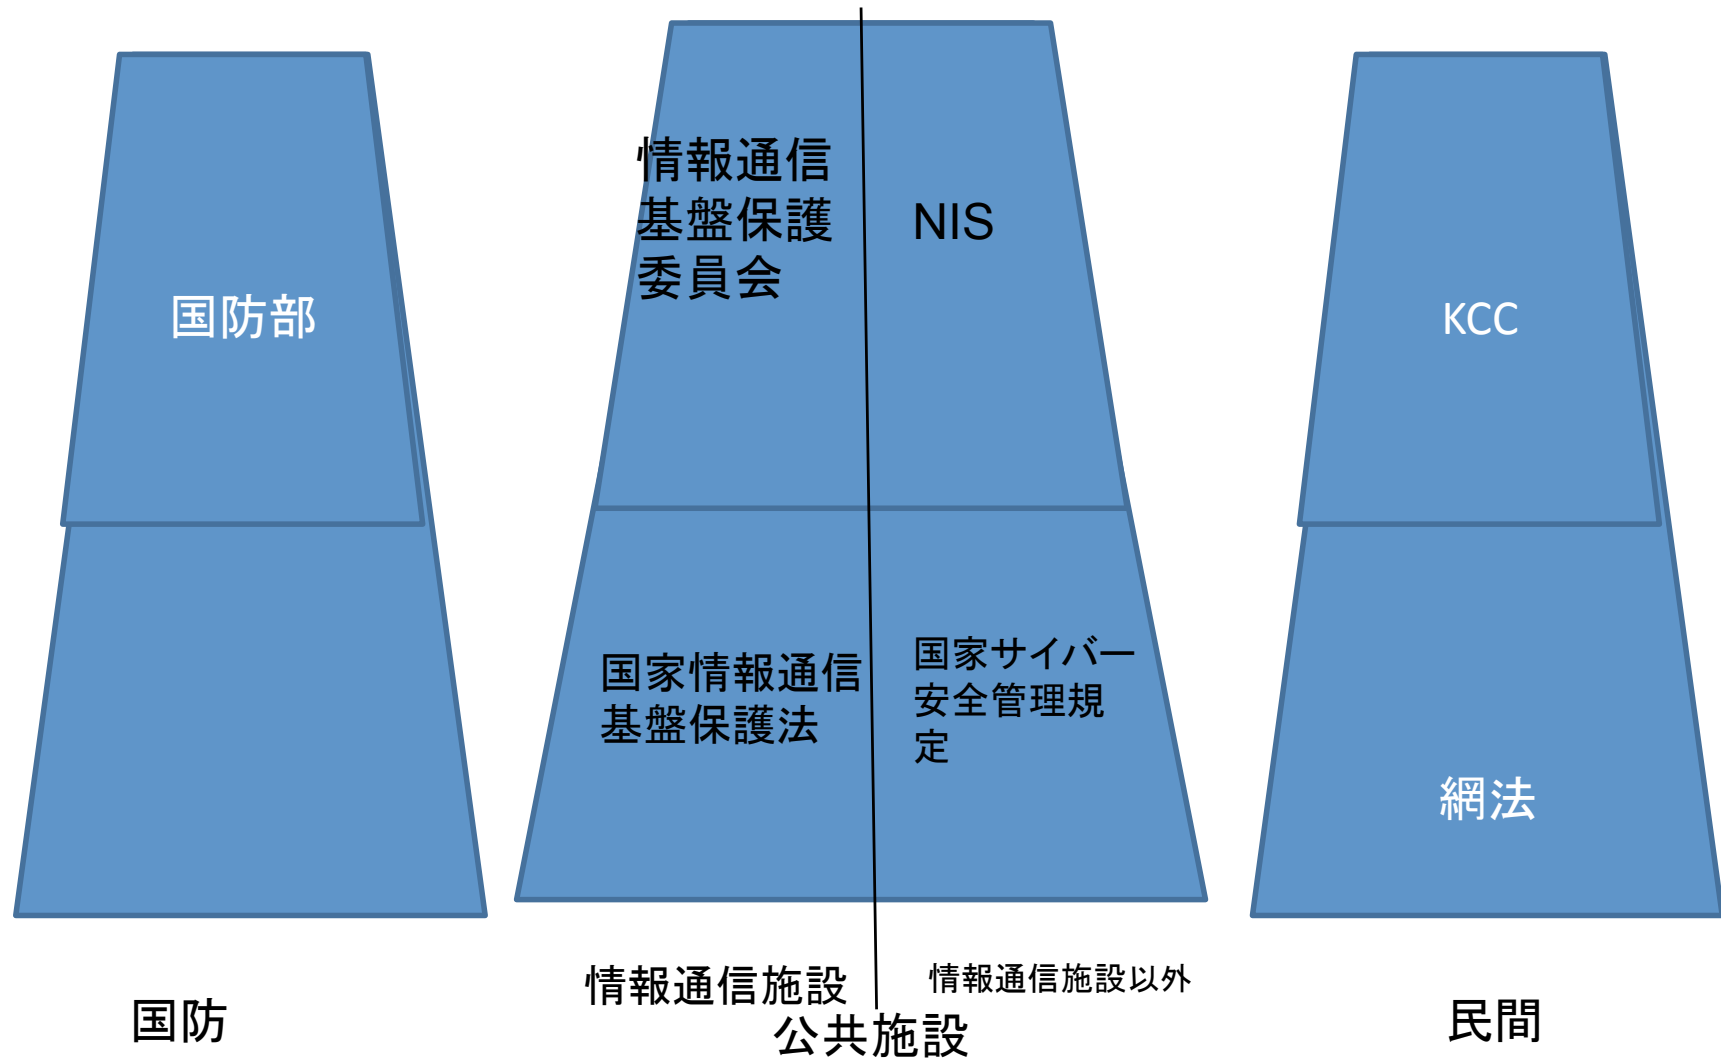 国防部
国防
情報通信
基盤保護
委員会
NIS
国家情報通信
基盤保護法
国家サイバー
安全管理規
定
情報通信施設
情報通信施設以外
公共施設
KCC
網法
民間